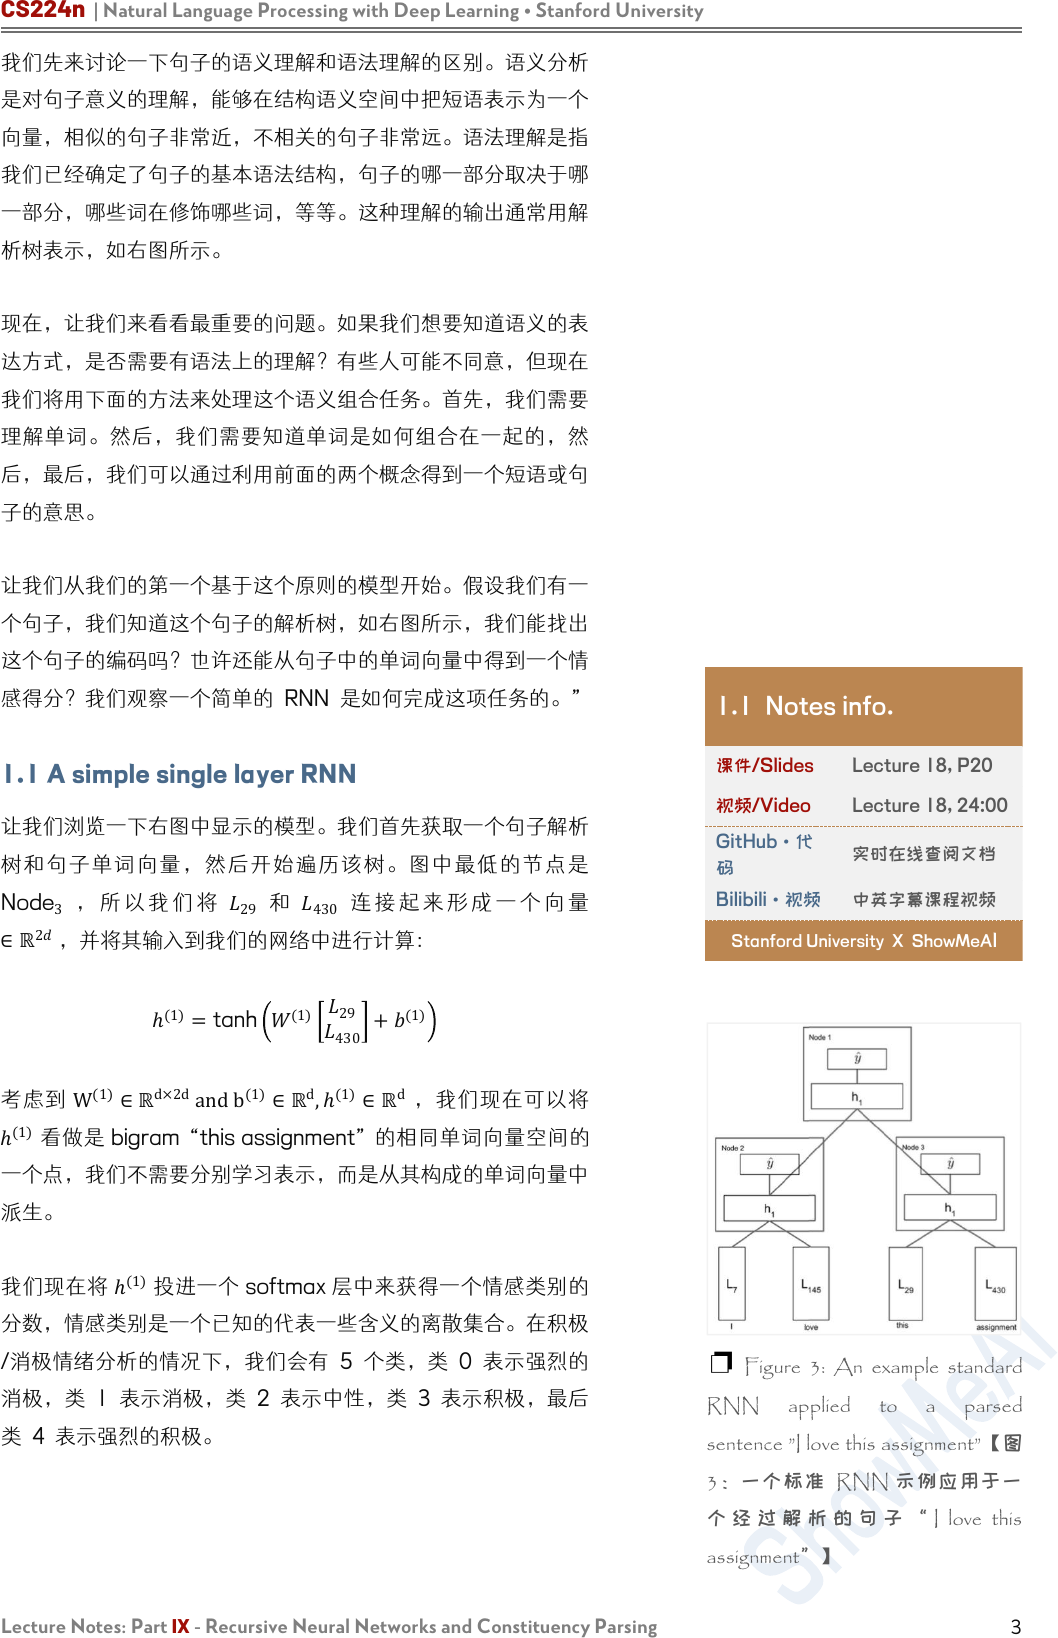 CS224n | Natural Language Processing with Deep Learning • Stanford University
我们先来讨论一下句子的语义理解和语法理解的区别。语义分析
是对句子意义的理解，能够在结构语义空间中把短语表示为一个
向量，相似的句子非常近，不相关的句子非常远。语法理解是指
我们已经确定了句子的基本语法结构，句子的哪一部分取决于哪
一部分，哪些词在修饰哪些词，等等。这种理解的输出通常用解
析树表示，如右图所示。
现在，让我们来看看最重要的问题。如果我们想要知道语义的表
达方式，是否需要有语法上的理解？有些人可能不同意，但现在
我们将用下面的方法来处理这个语义组合任务。首先，我们需要
理解单词。然后，我们需要知道单词是如何组合在一起的，然
后，最后，我们可以通过利用前面的两个概念得到一个短语或句
子的意思。
让我们从我们的第一个基于这个原则的模型开始。假设我们有一
个句子，我们知道这个句子的解析树，如右图所示，我们能找出
这个句子的编码吗？也许还能从句子中的单词向量中得到一个情
感得分？我们观察一个简单的 RNN 是如何完成这项任务的。”
1.1 A simple single layer RNN
让我们浏览一下右图中显示的模型。我们首先获取一个句子解析
树和句子单词向量，然后开始遍历该树。图中最低的节点是
Node₃ ，所以我们将 L₂₉ 和 L₄₃₀ 连接起来形成一个向量
∈ ℝ²ᵈ ，并将其输入到我们的网络中进行计算：
h⁽¹⁾ = tanh (W⁽¹⁾ [L₂₉ L₄₃₀] + b⁽¹⁾)
考虑到 W⁽¹⁾ ∈ ℝᵈˣ²ᵈ and b⁽¹⁾ ∈ ℝᵈ, h⁽¹⁾ ∈ ℝᵈ ，我们现在可以将
h⁽¹⁾ 看做是 bigram “this assignment” 的相同单词向量空间的
一个点，我们不需要分别学习表示，而是从其构成的单词向量中
派生。
我们现在将 h⁽¹⁾ 投进一个 softmax 层中来获得一个情感类别的
分数，情感类别是一个已知的代表一些含义的离散集合。在积极
/消极情绪分析的情况下，我们会有 5 个类，类 0 表示强烈的
消极，类 1 表示消极，类 2 表示中性，类 3 表示积极，最后
类 4 表示强烈的积极。
1.1 Notes info.
课件/Slides Lecture 18, P20
视频/Video Lecture 18, 24:00
GitHub · 代
码 实时在线查阅文档
Bilibili · 视频 中英字幕课程视频
Stanford University X ShowMeAI
Node 1
ŷ
h₁
Node 2 Node 3
ŷ ŷ
h₁ h₁
L₇ L₁₄₅ L₂₉ L₄₃₀
I love this assignment
❒ Figure 3: An example standard
RNN applied to a parsed
sentence ”I love this assignment”【图
3：一个标准 RNN 示例应用于一
个经过解析的句子 “I love this
assignment”】
ShowMeAI
Lecture Notes: Part IX - Recursive Neural Networks and Constituency Parsing 3